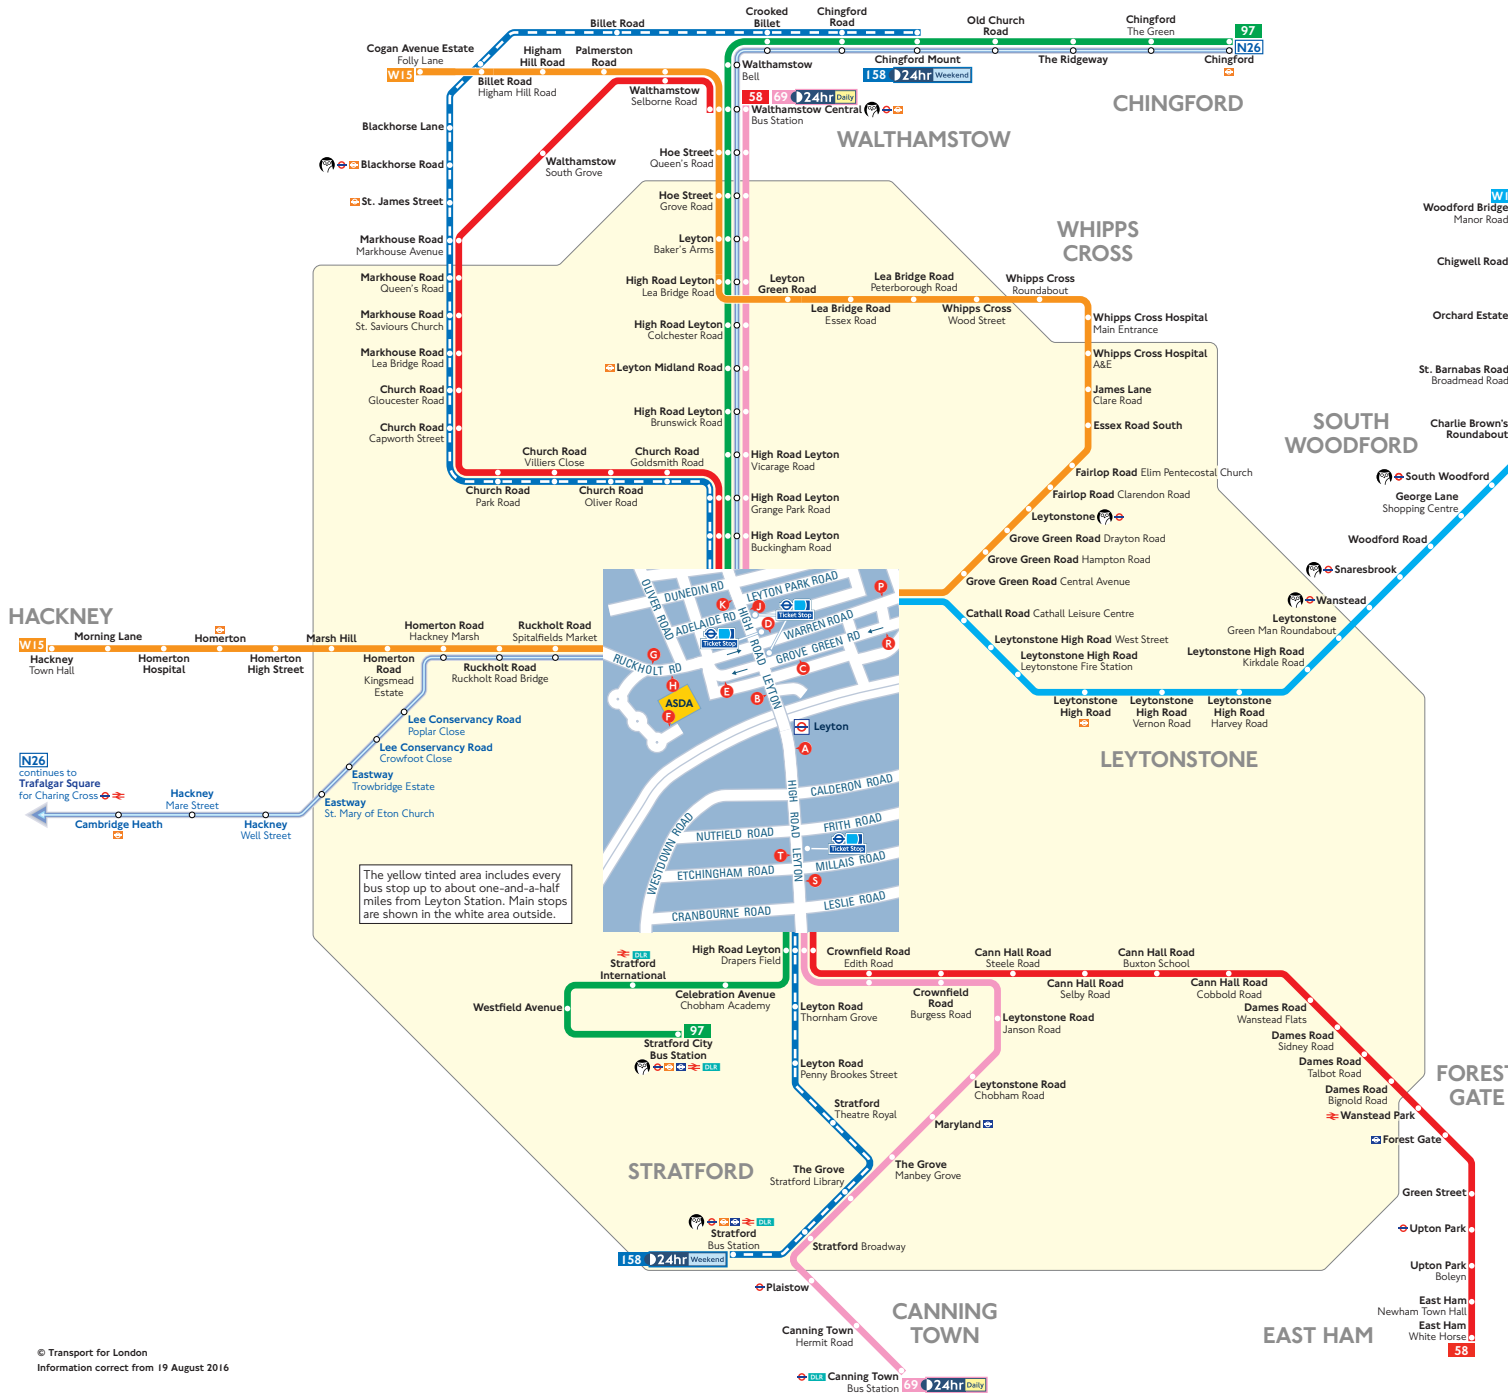 Crooked
Billet
Chingford
Road
Old Church
Road
Chingford
The Green
97
N26
Billet Road
Cogan Avenue Estate
Folly Lane
W15
Higham
Hill Road
Palmerston
Road
Billet Road
Higham Hill Road
Walthamstow
Selborne Road
Walthamstow
Bell
Chingford Mount
158 24hr Weekend
The Ridgeway
Chingford
CHINGFORD
58 69 24hr Daily
Walthamstow Central
Bus Station
WALTHAMSTOW
Blackhorse Lane
Blackhorse Road
Walthamstow
South Grove
St. James Street
Markhouse Road
Markhouse Avenue
Markhouse Road
Queen's Road
Markhouse Road
St. Saviours Church
Markhouse Road
Lea Bridge Road
Church Road
Gloucester Road
Church Road
Capworth Street
Hoe Street
Queen's Road
Hoe Street
Grove Road
Leyton
Baker's Arms
High Road Leyton
Lea Bridge Road
High Road Leyton
Colchester Road
Leyton Midland Road
High Road Leyton
Brunswick Road
High Road Leyton
Vicarage Road
High Road Leyton
Grange Park Road
High Road Leyton
Buckingham Road
Church Road
Villiers Close
Church Road
Goldsmith Road
Church Road
Park Road
Church Road
Oliver Road
WHIPPS
CROSS
Leyton
Green Road
Lea Bridge Road
Peterborough Road
Whipps Cross
Roundabout
Lea Bridge Road
Essex Road
Whipps Cross
Wood Street
Whipps Cross Hospital
Main Entrance
Whipps Cross Hospital
A&E
James Lane
Clare Road
Essex Road South
Fairlop Road Elim Pentecostal Church
Fairlop Road Clarendon Road
Leytonstone
Grove Green Road Drayton Road
Grove Green Road Hampton Road
Grove Green Road Central Avenue
Cathall Road Cathall Leisure Centre
Leytonstone High Road West Street
Leytonstone High Road
Leytonstone Fire Station
Leytonstone
High Road
Leytonstone
High Road
Vernon Road
Leytonstone
High Road
Harvey Road
LEYTONSTONE
W1
Woodford Bridge
Manor Road
Chigwell Road
Orchard Estate
St. Barnabas Road
Broadmead Road
Charlie Brown's
Roundabout
SOUTH
WOODFORD
South Woodford
George Lane
Shopping Centre
Woodford Road
Snaresbrook
Wanstead
Leytonstone
Green Man Roundabout
Leytonstone High Road
Kirkdale Road
HACKNEY
W15
Hackney
Town Hall
Morning Lane
Homerton
Hospital
Homerton
Homerton
High Street
Marsh Hill
Homerton
Road
Kingsmead
Estate
Homerton Road
Hackney Marsh
Ruckholt Road
Spitalfields Market
Ruckholt Road
Ruckholt Road Bridge
Lee Conservancy Road
Poplar Close
Lee Conservancy Road
Crowfoot Close
Eastway
Trowbridge Estate
Eastway
St. Mary of Eton Church
N26
continues to
Trafalgar Square
for Charing Cross
Hackney
Mare Street
Cambridge Heath
Hackney
Well Street
The yellow tinted area includes every
bus stop up to about one-and-a-half
miles from Leyton Station. Main stops
are shown in the white area outside.
OLIVER ROAD
DUNEDIN RD
LEYTON PARK ROAD
ADELAIDE RD
HIGH ROAD LEYTON
WARREN ROAD
GROVE GREEN RD
RUCKHOLT RD
Ticket Stop
Ticket Stop
K
J
D
P
R
G
H
C
E
B
F
ASDA
Leyton
A
CALDERON ROAD
HIGH ROAD LEYTON
WESTDOWN ROAD
NUTFIELD ROAD
FRITH ROAD
Ticket Stop
T
ETCHINGHAM ROAD
MILLAIS ROAD
S
CRANBOURNE ROAD
LESLIE ROAD
High Road Leyton
Drapers Field
DLR
Stratford
International
Celebration Avenue
Chobham Academy
Westfield Avenue
97
Stratford City
Bus Station
DLR
Leyton Road
Thornham Grove
Leyton Road
Penny Brookes Street
Stratford
Theatre Royal
The Grove
Stratford Library
STRATFORD
DLR
Stratford
Bus Station
158 24hr Weekend
Crownfield Road
Edith Road
Crownfield
Road
Burgess Road
Leytonstone Road
Janson Road
Leytonstone Road
Chobham Road
Maryland
The Grove
Manbey Grove
Stratford Broadway
Plaistow
Canning Town
Hermit Road
CANNING
TOWN
DLR Canning Town
Bus Station
69 24hr Daily
Cann Hall Road
Steele Road
Cann Hall Road
Selby Road
Cann Hall Road
Buxton School
Cann Hall Road
Cobbold Road
Dames Road
Wanstead Flats
Dames Road
Sidney Road
Dames Road
Talbot Road
Dames Road
Bignold Road
Wanstead Park
Forest Gate
FOREST
GATE
Green Street
Upton Park
Upton Park
Boleyn
East Ham
Newham Town Hall
East Ham
White Horse
58
EAST HAM
© Transport for London
Information correct from 19 August 2016